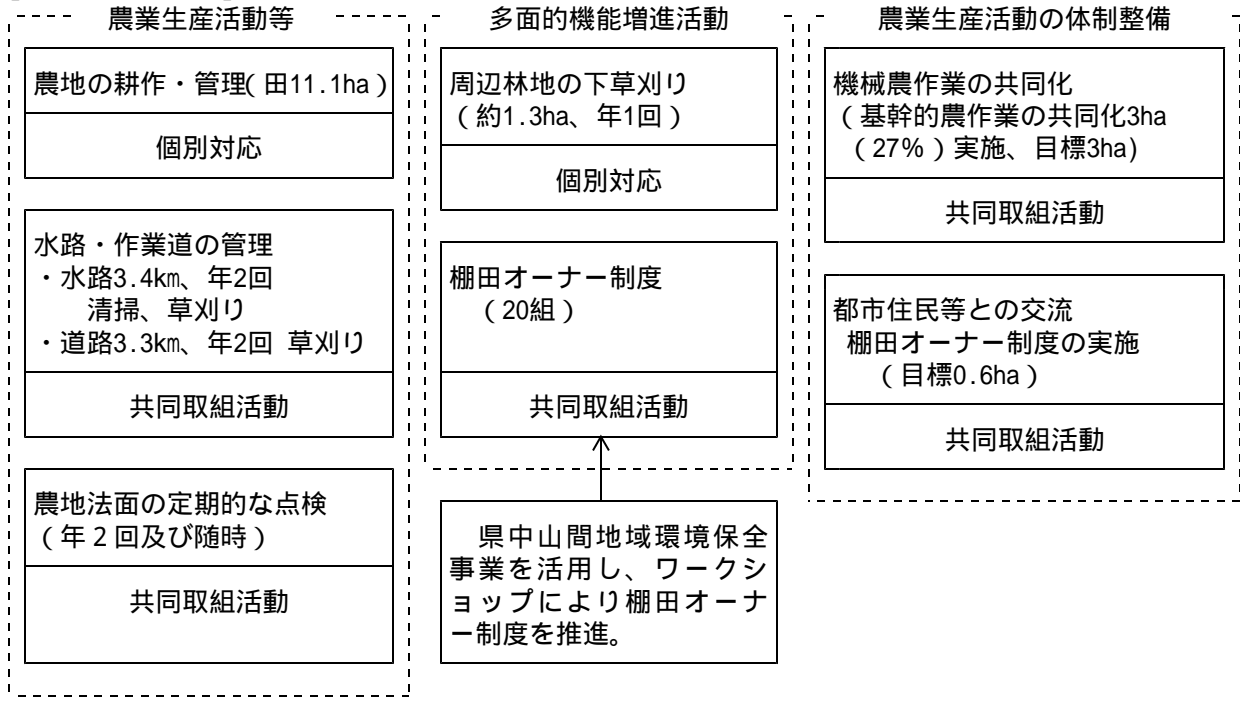 農業生産活動等
農地の耕作・管理(田11.1ha)
個別対応
水路・作業道の管理
・水路3.4㎞、年2回
清掃、草刈り
・道路3.3㎞、年2回 草刈り
共同取組活動
農地法面の定期的な点検
(年2回及び随時)
共同取組活動
多面的機能増進活動
周辺林地の下草刈り
(約1.3ha、年1回)
個別対応
棚田オーナー制度
(20組)
共同取組活動
県中山間地域環境保全
事業を活用し、ワークシ
ョップにより棚田オーナ
ー制度を推進。
農業生産活動の体制整備
機械農作業の共同化
(基幹的農作業の共同化3ha
(27%)実施、目標3ha)
共同取組活動
都市住民等との交流
棚田オーナー制度の実施
(目標0.6ha)
共同取組活動